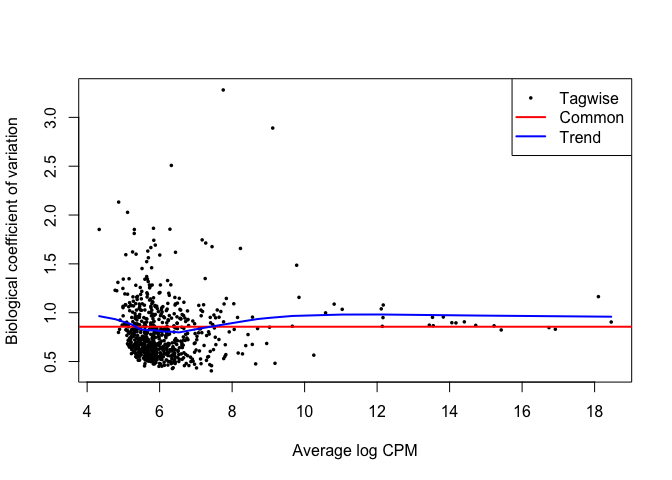 Tagwise
Common
Trend
Biological coefficient of variation
3.0
2.5
2.0
1.5
1.0
0.5
4 6 8 10 12 14 16 18
Average log CPM